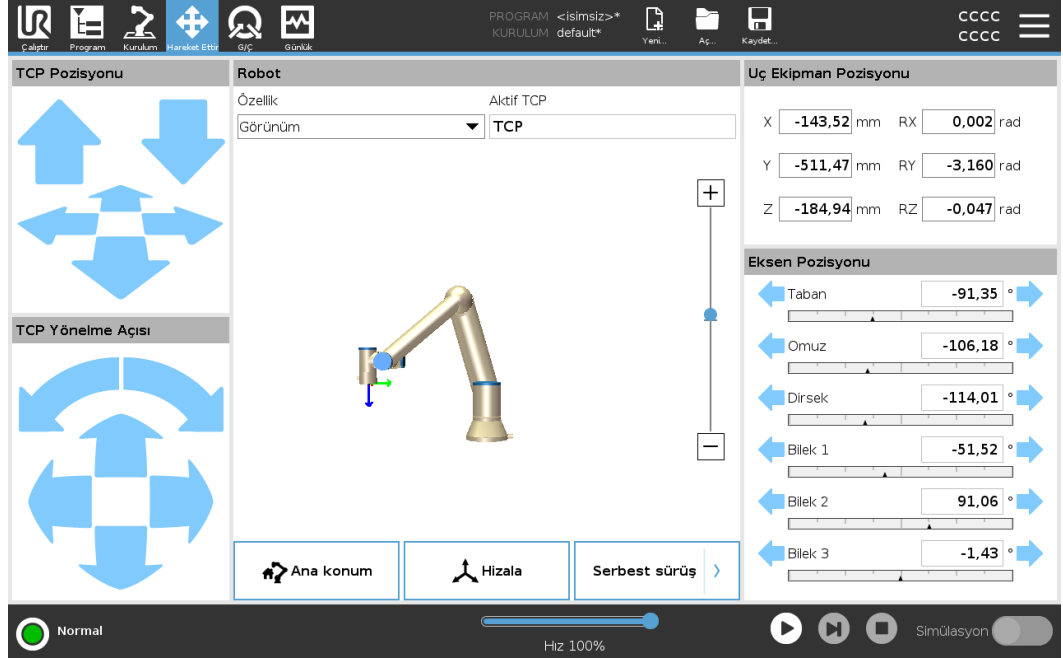 UR
Çalıştır Program Kurulum Hareket Ettir G/Ç Günlük
PROGRAM <isimsiz>*
KURULUM default*
Yeni... Aç... Kaydet...
CCCC
CCCC
TCP Pozisyonu
TCP Yönelme Açısı
Robot
Özellik Aktif TCP
Görünüm TCP
+
−
Ana konum Hizala Serbest sürüş >
Uç Ekipman Pozisyonu
X -143,52 mm RX 0,002 rad
Y -511,47 mm RY -3,160 rad
Z -184,94 mm RZ -0,047 rad
Eksen Pozisyonu
Taban -91,35 °
Omuz -106,18 °
Dirsek -114,01 °
Bilek 1 -51,52 °
Bilek 2 91,06 °
Bilek 3 -1,43 °
Normal
Hız 100%
Simülasyon